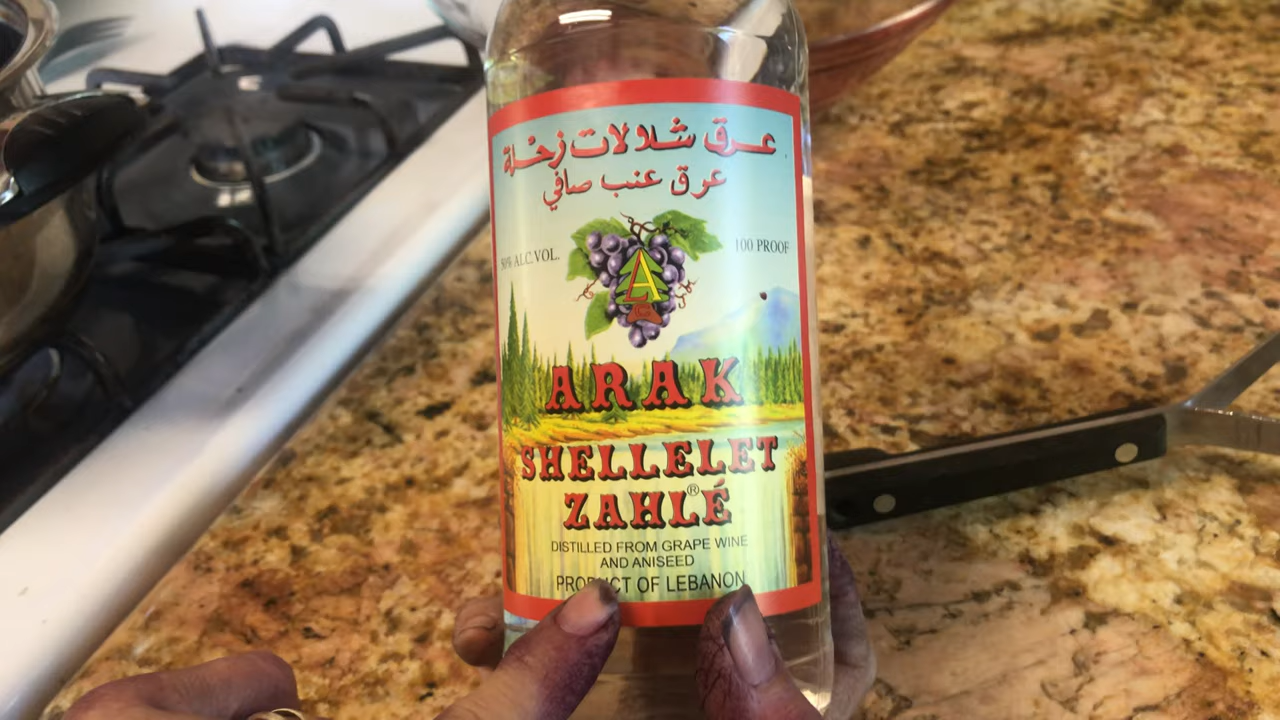 عرق شلالات زحلة
عرق عنب صافي
50% ALC.VOL.
100 PROOF
LA
ARAK
SHELLELET
ZAHLÉ®
DISTILLED FROM GRAPE WINE
AND ANISEED
PRODUCT OF LEBANON